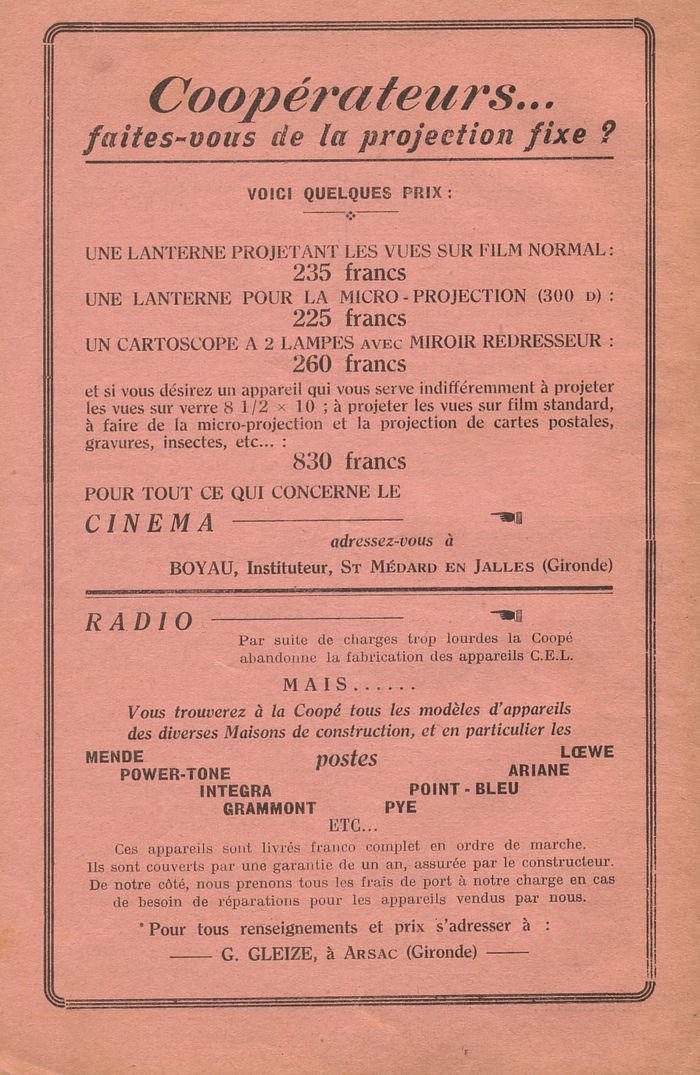 Coopérateurs...
faites-vous de la projection fixe ?
VOICI QUELQUES PRIX :
UNE LANTERNE PROJETANT LES VUES SUR FILM NORMAL :
235 francs
UNE LANTERNE POUR LA MICRO-PROJECTION (300 D) :
225 francs
UN CARTOSCOPE A 2 LAMPES AVEC MIROIR REDRESSEUR :
260 francs
et si vous désirez un appareil qui vous serve indifféremment à projeter
les vues sur verre 8 1/2 × 10 ; à projeter les vues sur film standard,
à faire de la micro-projection et la projection de cartes postales,
gravures, insectes, etc... :
830 francs
POUR TOUT CE QUI CONCERNE LE
CINEMA
adressez-vous à
BOYAU, Instituteur, ST MÉDARD EN JALLES (Gironde)
RADIO
Par suite de charges trop lourdes la Coopé
abandonne la fabrication des appareils C.E.L.
MAIS......
Vous trouverez à la Coopé tous les modèles d'appareils
des diverses Maisons de construction, et en particulier les
MENDE postes LŒWE
POWER-TONE ARIANE
INTEGRA POINT-BLEU
GRAMMONT PYE
ETC...
Ces appareils sont livrés franco complet en ordre de marche.
Ils sont couverts par une garantie de un an, assurée par le constructeur.
De notre côté, nous prenons tous les frais de port à notre charge en cas
de besoin de réparations pour les appareils vendus par nous.
Pour tous renseignements et prix s'adresser à :
G. GLEIZE, à ARSAC (Gironde)